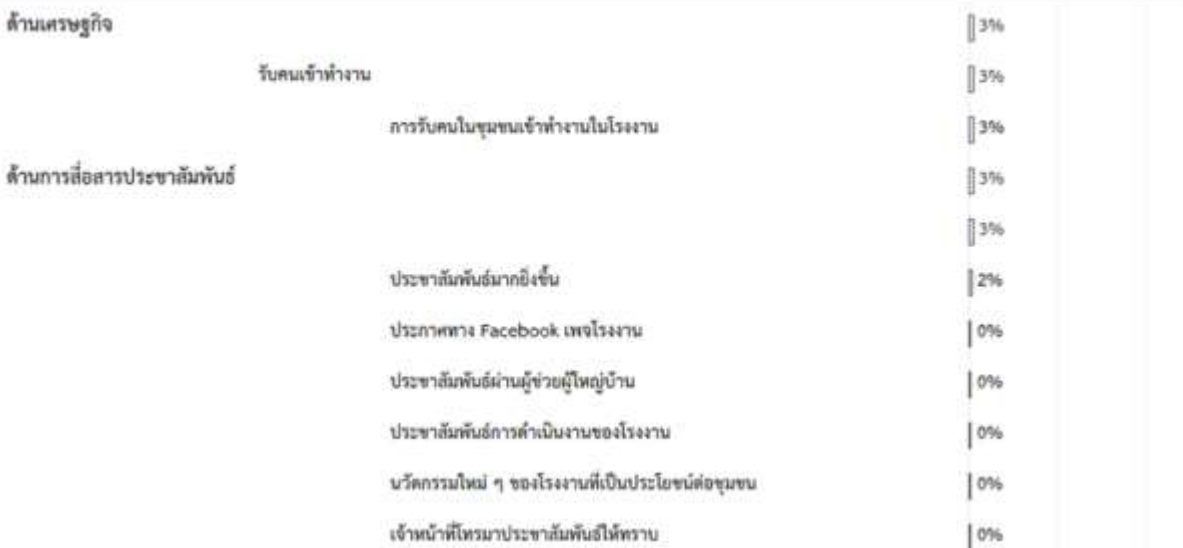 ด้านเศรษฐกิจ 3%
รับคนเข้าทำงาน 3%
การรับคนในชุมชนเข้าทำงานในโรงงาน 3%
ด้านการสื่อสารประชาสัมพันธ์ 3%
3%
ประชาสัมพันธ์มากยิ่งขึ้น 2%
ประกาศทาง Facebook เพจโรงงาน 0%
ประชาสัมพันธ์ผ่านผู้ช่วยผู้ใหญ่บ้าน 0%
ประชาสัมพันธ์การดำเนินงานของโรงงาน 0%
นวัตกรรมใหม่ ๆ ของโรงงานที่เป็นประโยชน์ต่อชุมชน 0%
เจ้าหน้าที่โทรมาประชาสัมพันธ์ให้ทราบ 0%